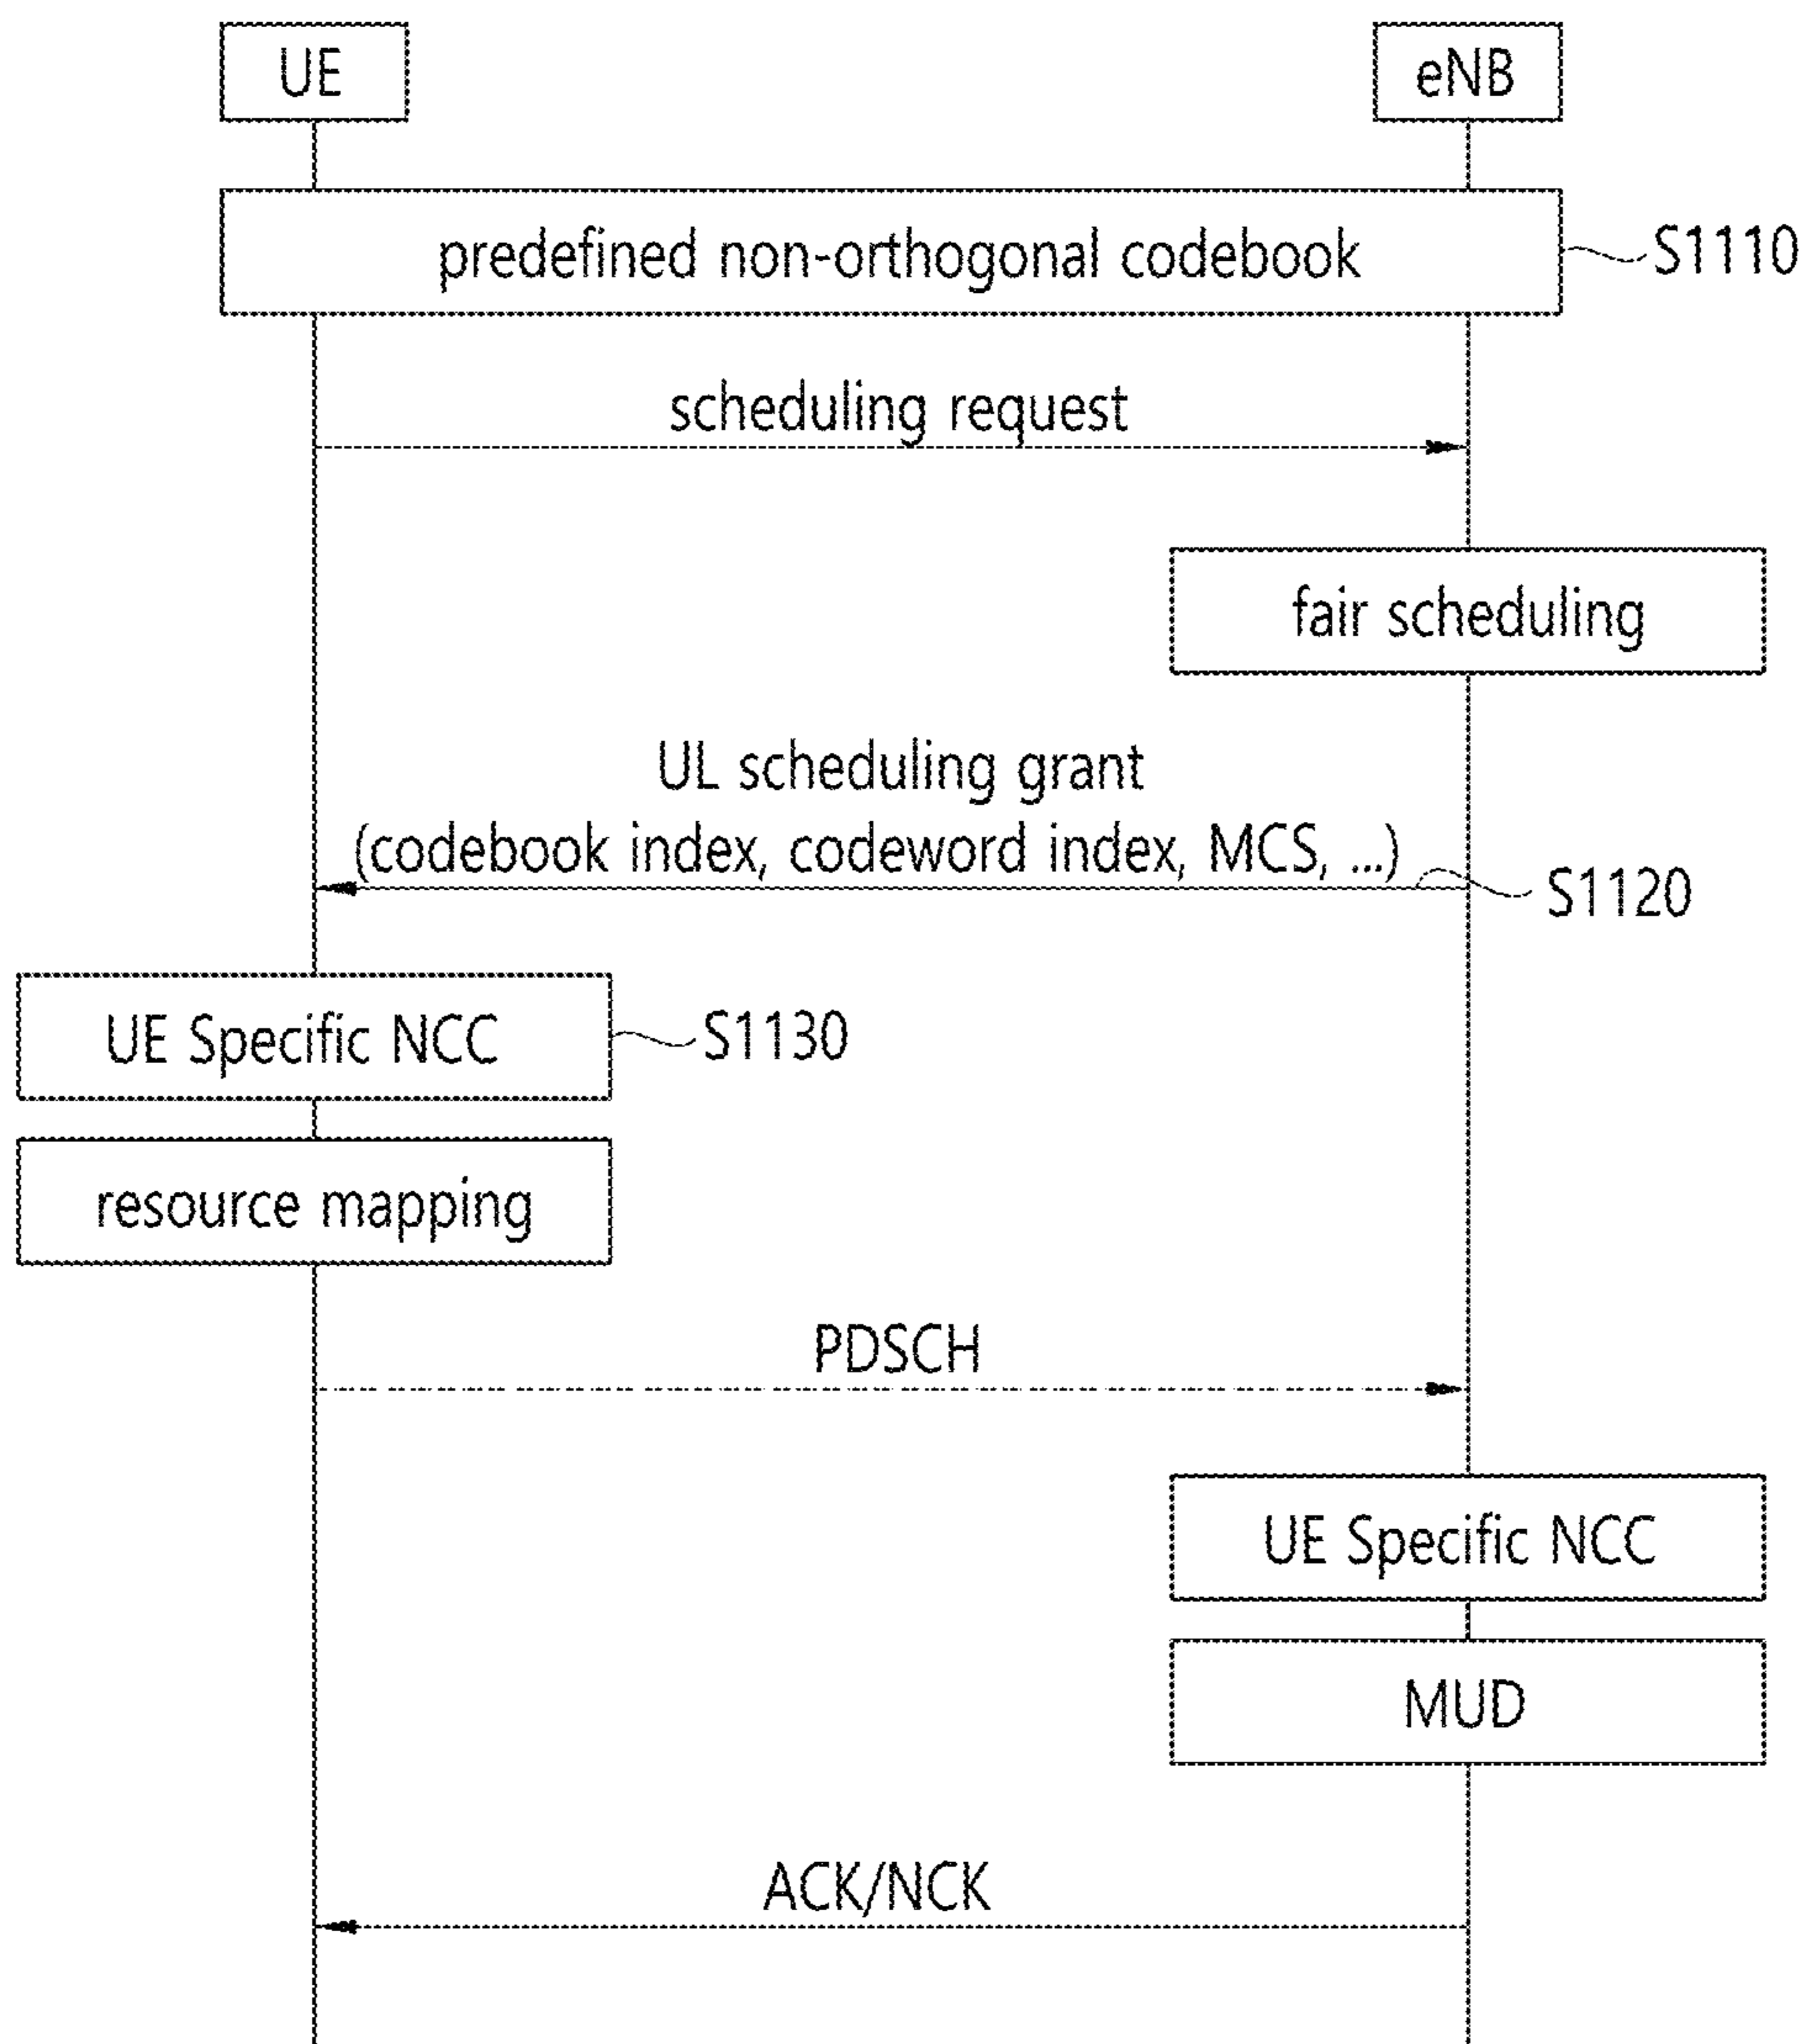 UE
eNB
predefined non-orthogonal codebook
S1110
scheduling request
fair scheduling
UL scheduling grant
(codebook index, codeword index, MCS, ...)
S1120
UE Specific NCC
S1130
resource mapping
PDSCH
UE Specific NCC
MUD
ACK/NCK